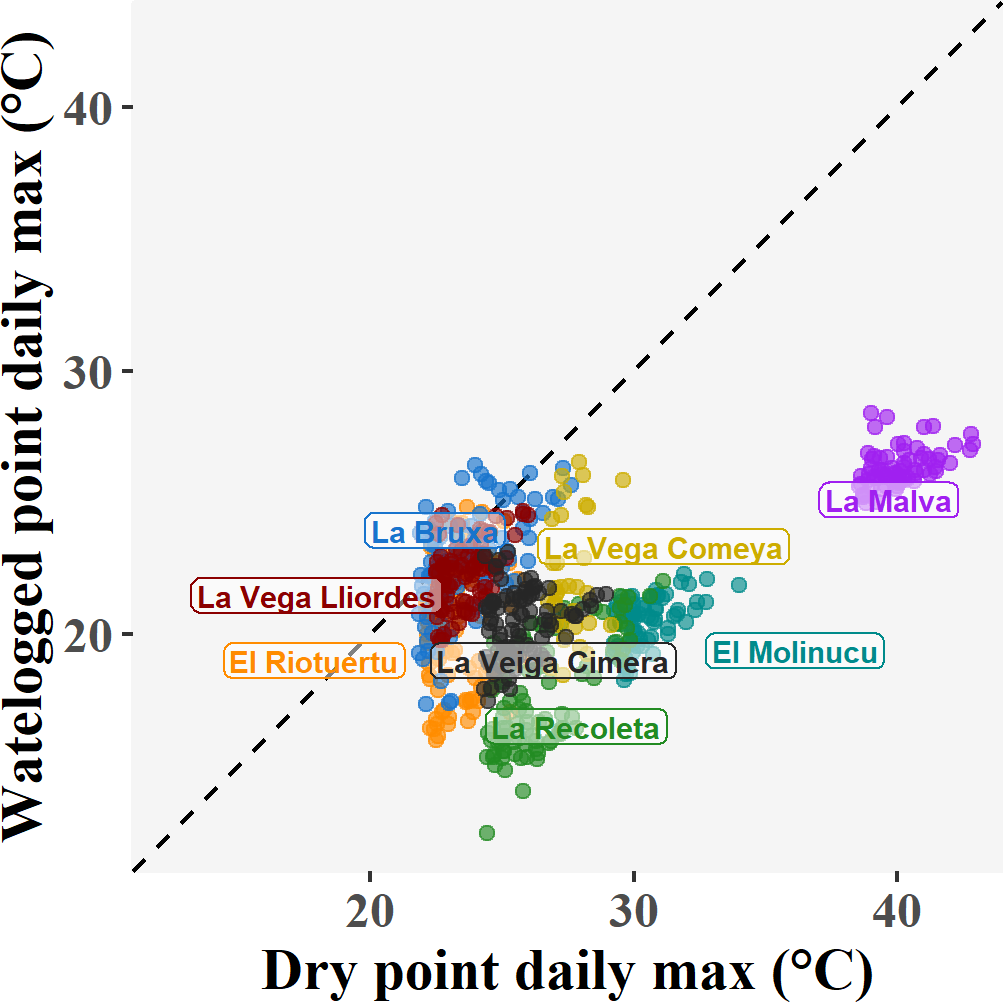 Watelogged point daily max (°C)
40
30
20
La Bruxa
La Malva
La Vega Comeya
La Vega Lliordes
El Riotuertu
La Veiga Cimera
El Molinucu
La Recoleta
20
30
40
Dry point daily max (°C)